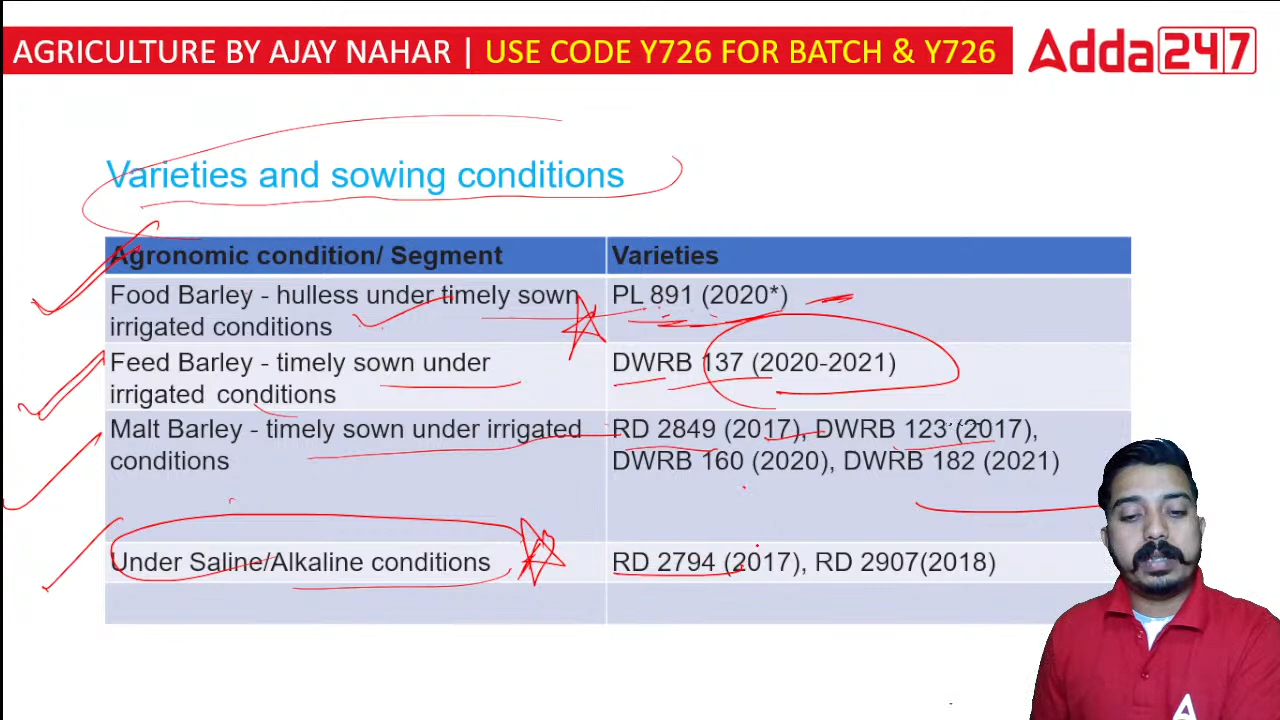 AGRICULTURE BY AJAY NAHAR | USE CODE Y726 FOR BATCH & Y726
Adda247
Varieties and sowing conditions
Agronomic condition/ Segment
Varieties
Food Barley - hulless under timely sown
irrigated conditions
PL 891 (2020*)
Feed Barley - timely sown under
irrigated conditions
DWRB 137 (2020-2021)
Malt Barley - timely sown under irrigated
conditions
RD 2849 (2017), DWRB 123 (2017),
DWRB 160 (2020), DWRB 182 (2021)
Under Saline/Alkaline conditions
RD 2794 (2017), RD 2907(2018)